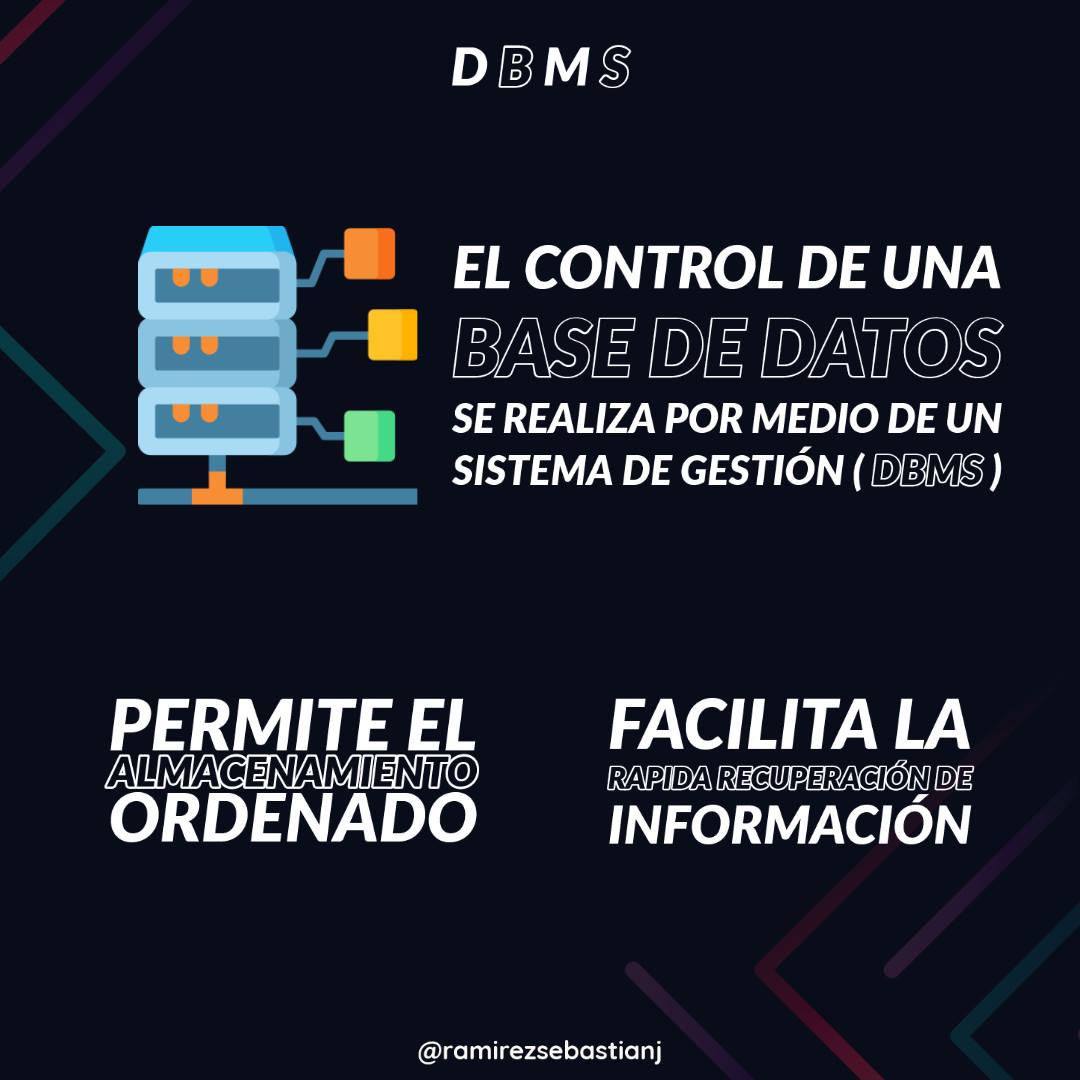 DBMS
EL CONTROL DE UNA
BASE DE DATOS
SE REALIZA POR MEDIO DE UN
SISTEMA DE GESTIÓN ( DBMS )
PERMITE EL
ALMACENAMIENTO
ORDENADO
FACILITA LA
RAPIDA RECUPERACIÓN DE
INFORMACIÓN
@ramirezsebastianj